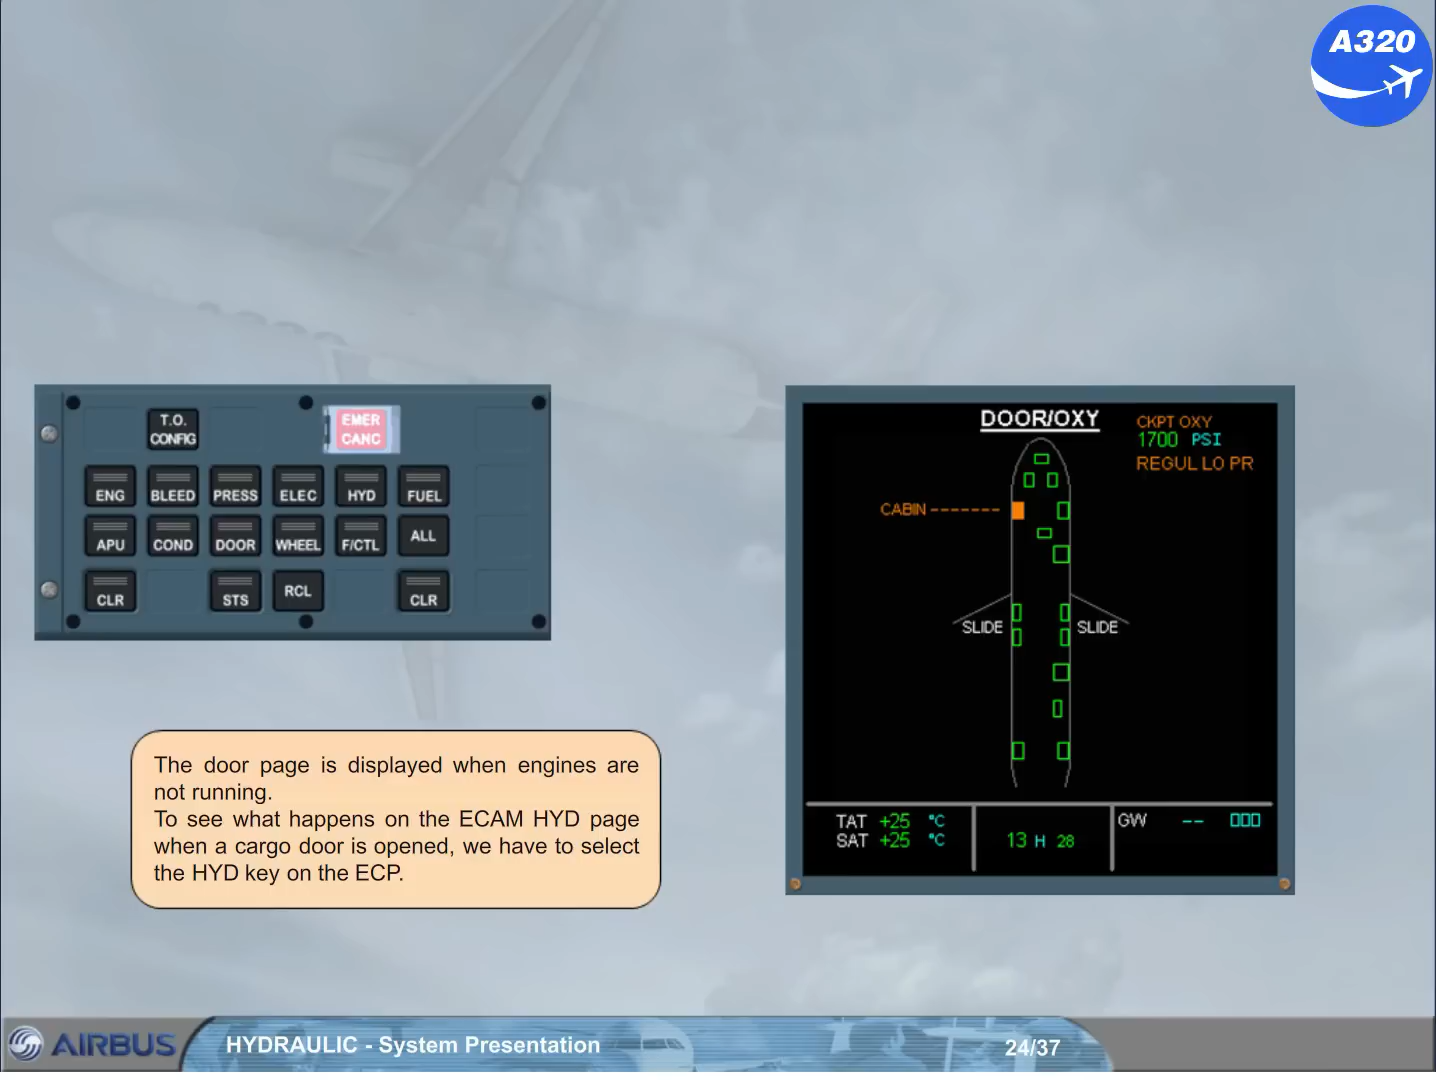 A320
T.O.
CONFIG
EMER
CANC
ENG BLEED PRESS ELEC HYD FUEL
APU COND DOOR WHEEL F/CTL ALL
CLR STS RCL CLR
DOOR/OXY
CKPT OXY
1700 PSI
REGUL LO PR
CABIN -------
SLIDE SLIDE
TAT +25 °C
SAT +25 °C
13 H 28
GW --
The door page is displayed when engines are
not running.
To see what happens on the ECAM HYD page
when a cargo door is opened, we have to select
the HYD key on the ECP.
AIRBUS
HYDRAULIC - System Presentation
24/37